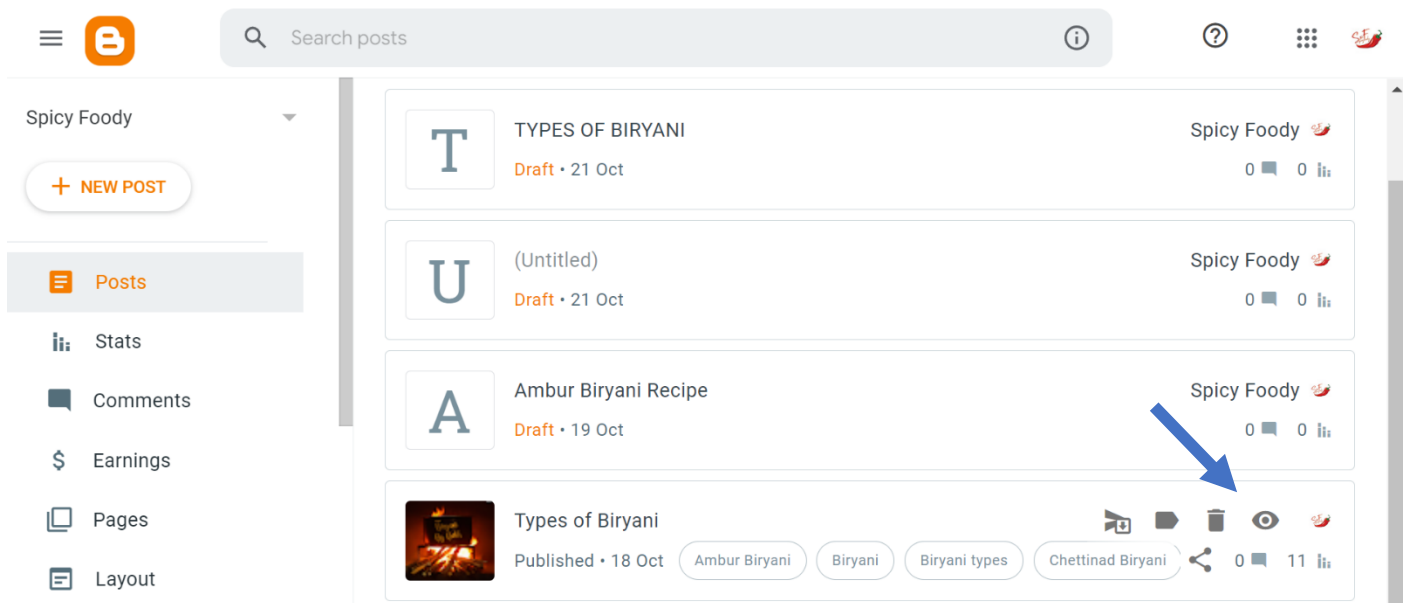 Search posts
Spicy Foody
NEW POST
Posts
Stats
Comments
Earnings
Pages
Layout
T
TYPES OF BIRYANI
Spicy Foody
Draft • 21 Oct
0 0
U
(Untitled)
Spicy Foody
Draft • 21 Oct
0 0
A
Ambur Biryani Recipe
Spicy Foody
Draft • 19 Oct
0 0
Types of Biryani
Published • 18 Oct Ambur Biryani Biryani Biryani types Chettinad Biryani 0 11